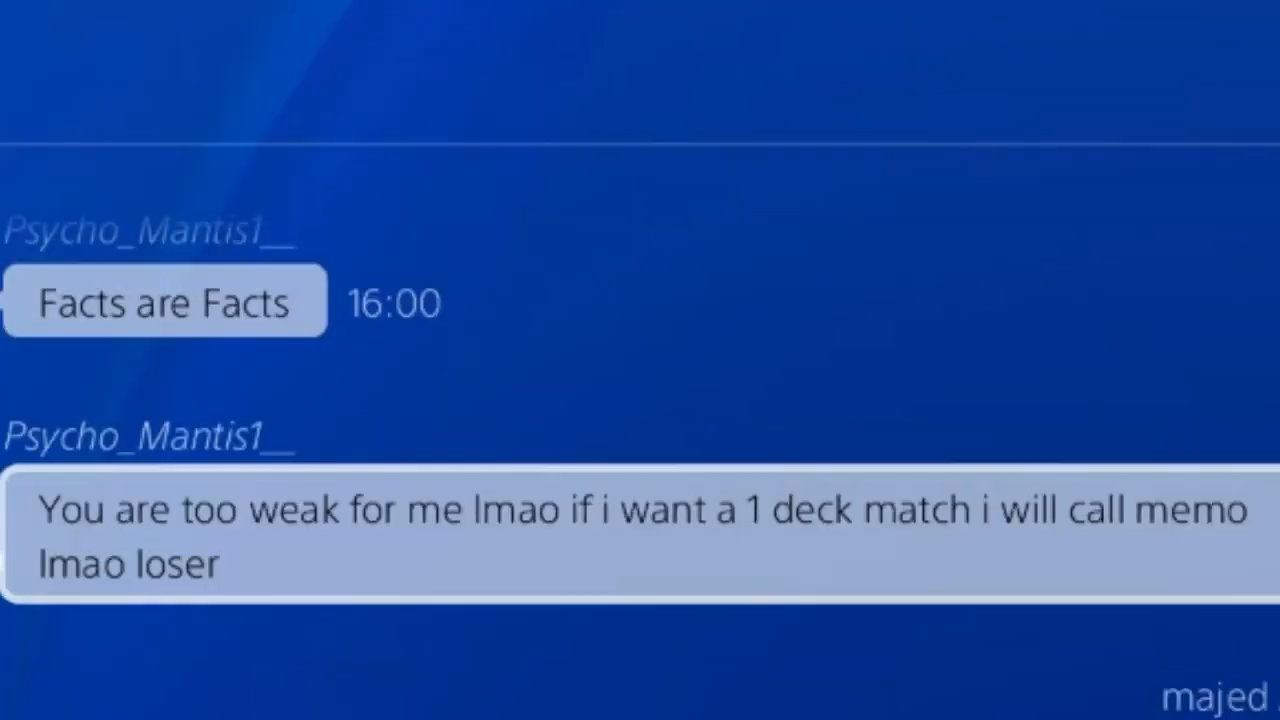 Psycho_Mantis1__
Facts are Facts 16:00
Psycho_Mantis1__
You are too weak for me lmao if i want a 1 deck match i will call memo
lmao loser
majed